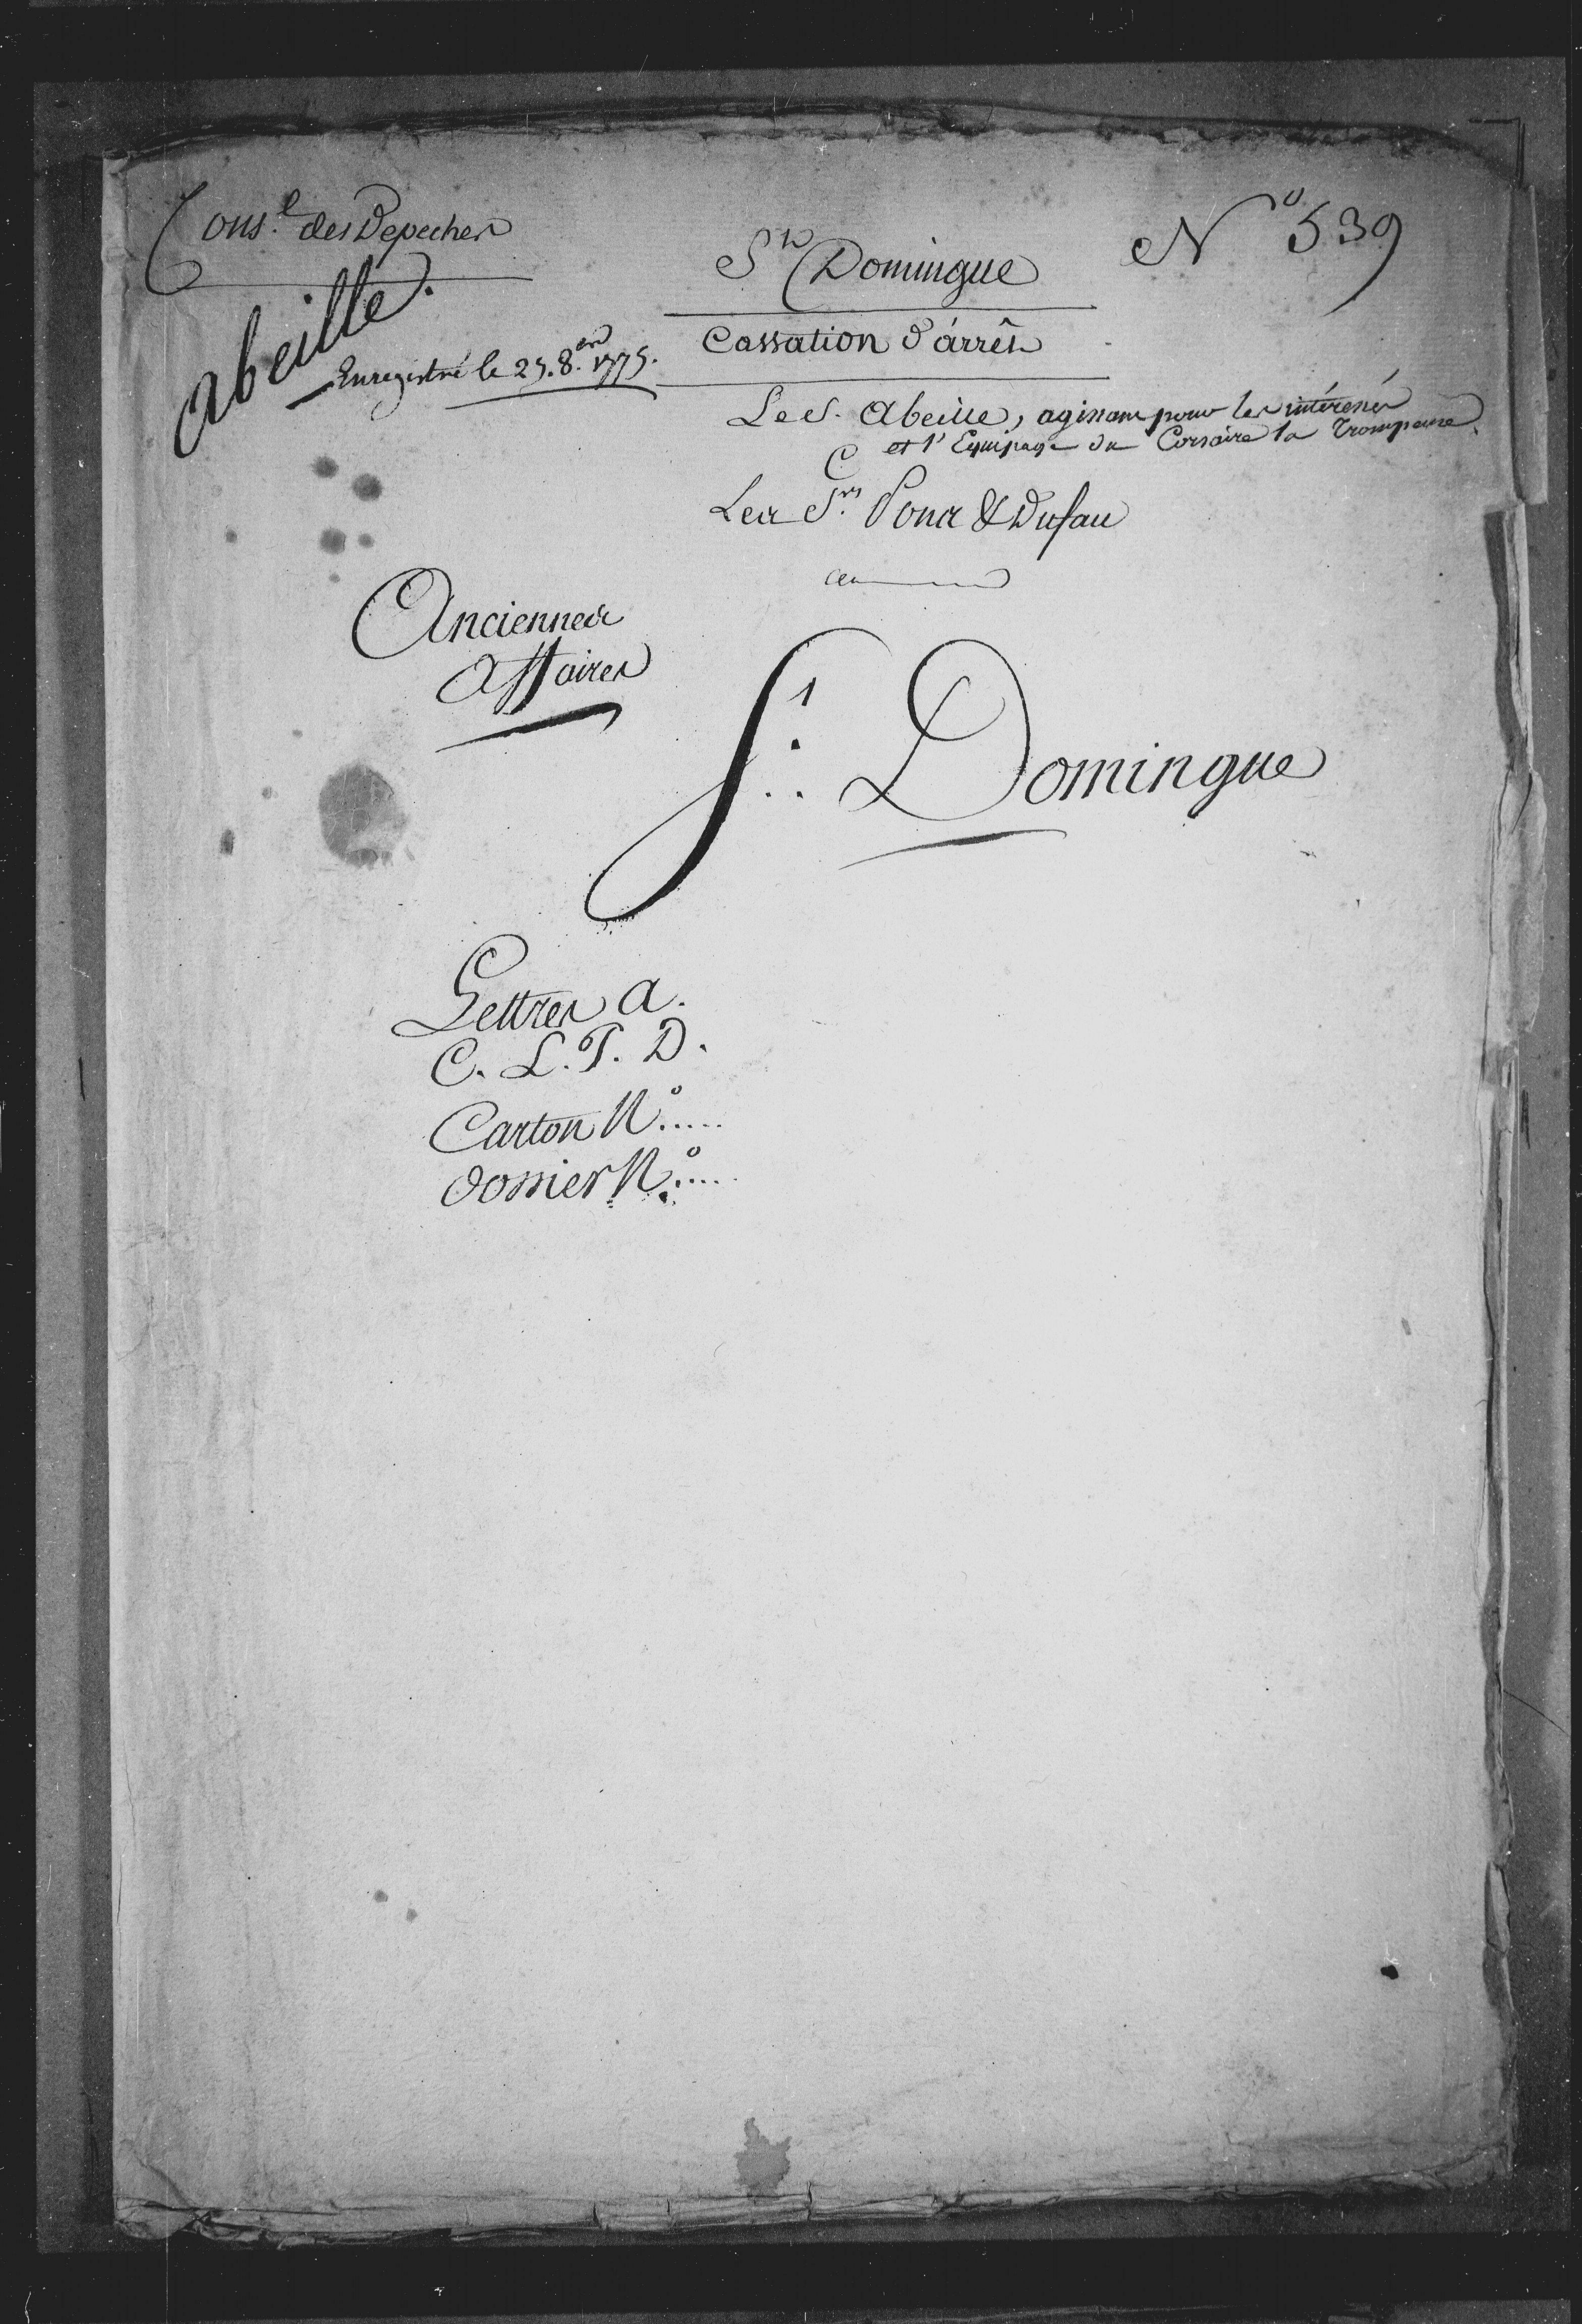 Cons.l des Depeches
N.o 539
abeille.
St Domingue
Cassation d'arrêt
Enregistré le 25. 8.bre 1775.
Le S. Abeille, agissant pour les intéressés
et l'Equipage du Corsaire la Trompeuse
C
Les S.rs Pons & Dufau
Anciennes
affaires
S.t Domingue
Lettres A.
C. L. P. D.
Carton N.o .....
dossier N.o ....